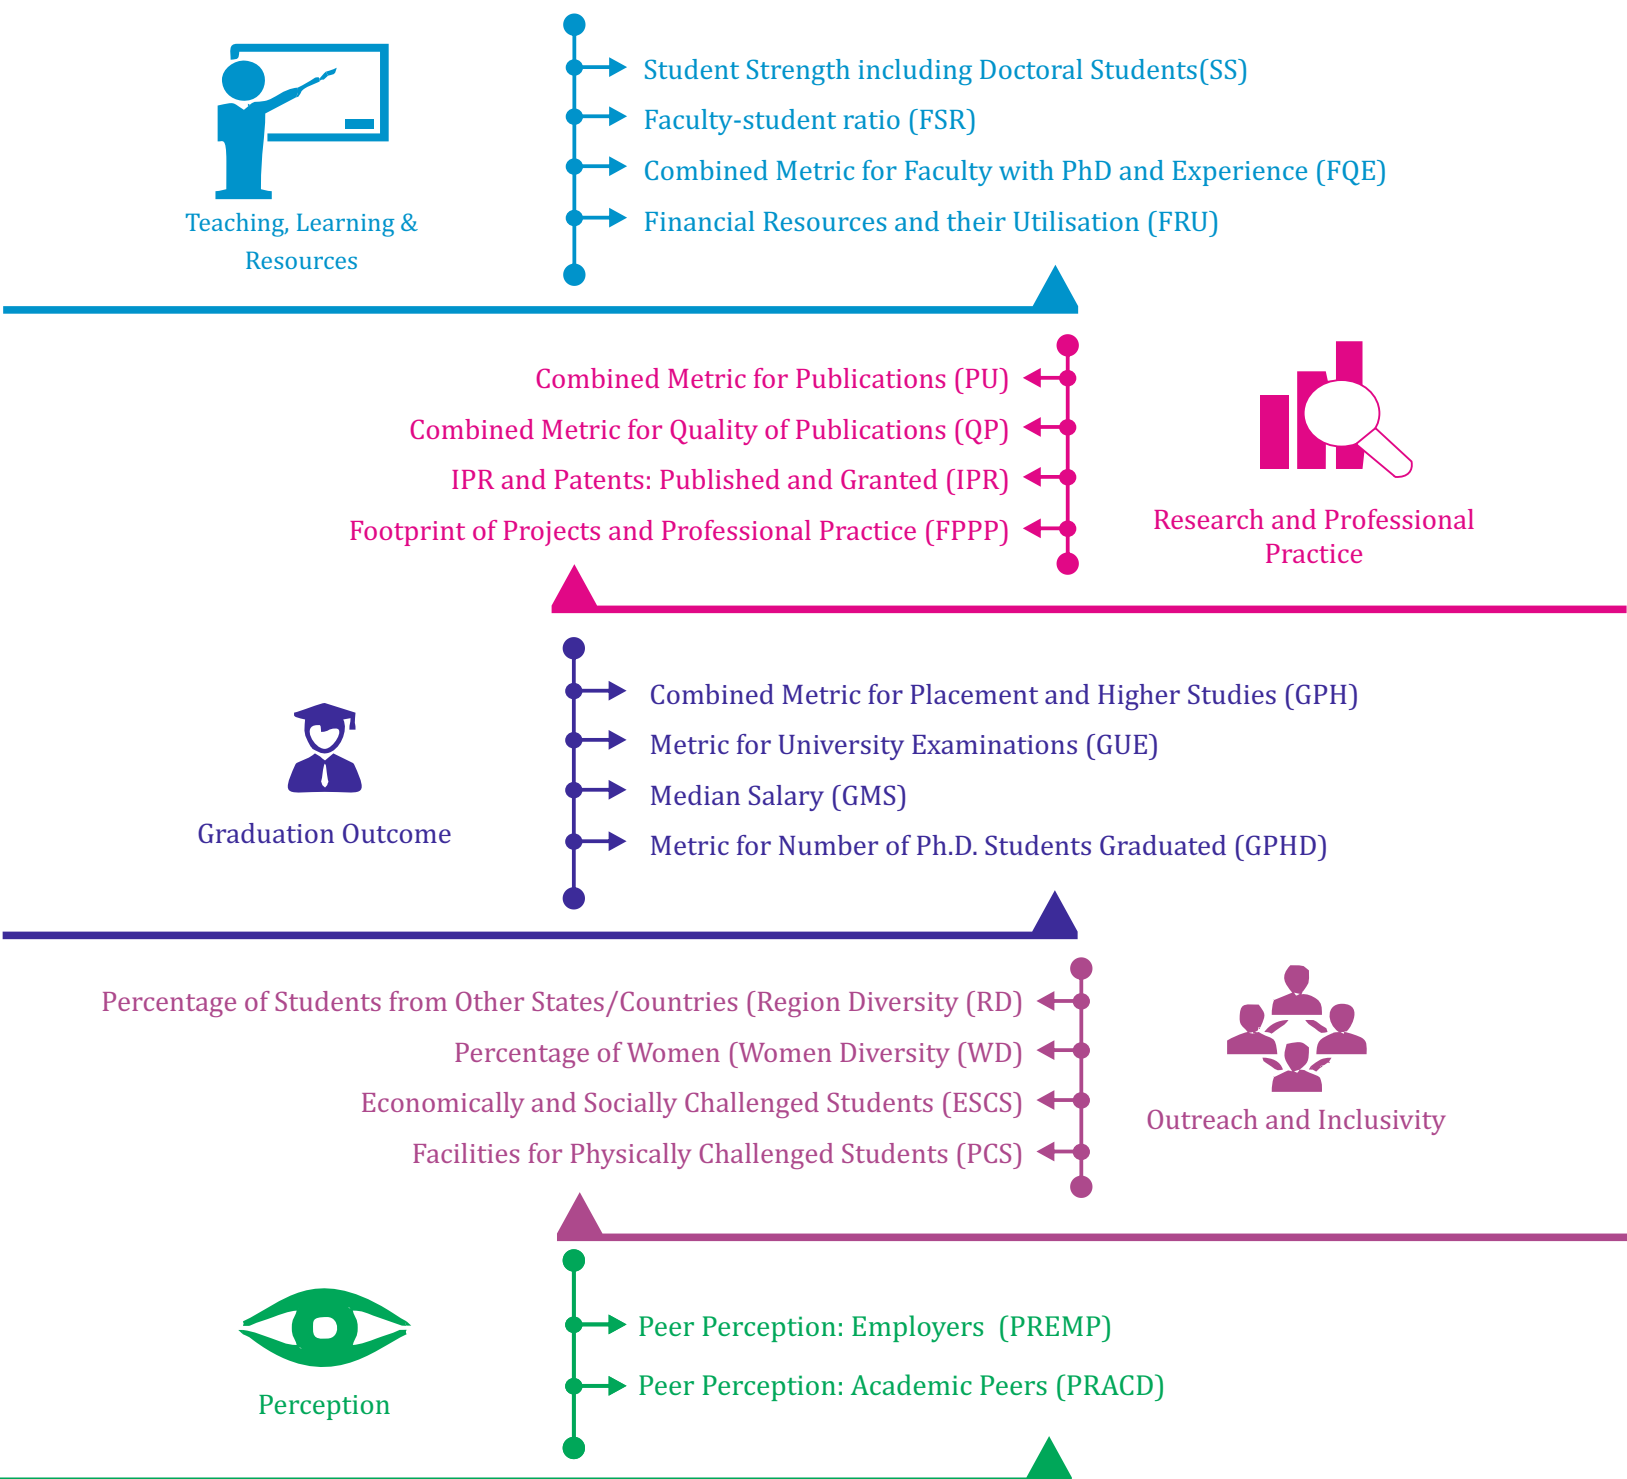 Student Strength including Doctoral Students(SS)
Faculty-student ratio (FSR)
Combined Metric for Faculty with PhD and Experience (FQE)
Financial Resources and their Utilisation (FRU)
Teaching, Learning &
Resources
Combined Metric for Publications (PU)
Combined Metric for Quality of Publications (QP)
IPR and Patents: Published and Granted (IPR)
Footprint of Projects and Professional Practice (FPPP)
Research and Professional
Practice
Combined Metric for Placement and Higher Studies (GPH)
Metric for University Examinations (GUE)
Median Salary (GMS)
Metric for Number of Ph.D. Students Graduated (GPHD)
Graduation Outcome
Percentage of Students from Other States/Countries (Region Diversity (RD)
Percentage of Women (Women Diversity (WD)
Economically and Socially Challenged Students (ESCS)
Facilities for Physically Challenged Students (PCS)
Outreach and Inclusivity
Peer Perception: Employers  (PREMP)
Peer Perception: Academic Peers (PRACD)
Perception